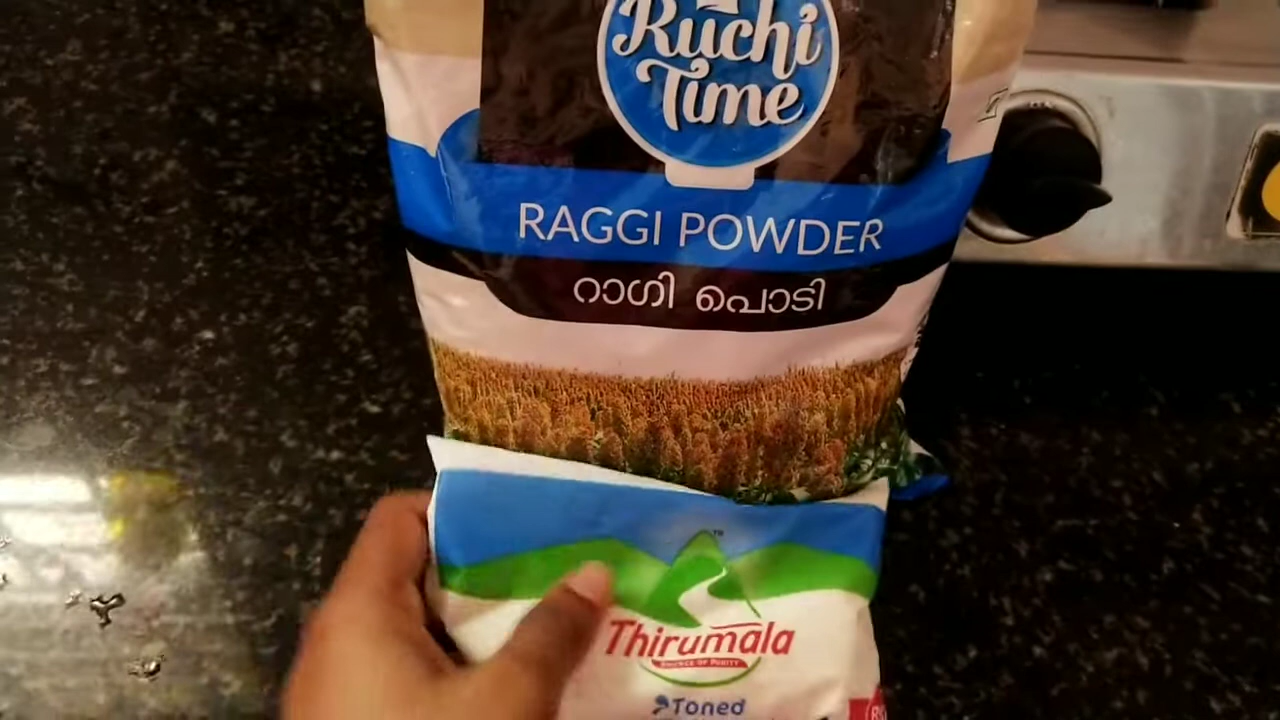 Ruchi
Time
RAGGI POWDER
റാഗി പൊടി
Thirumala
Toned